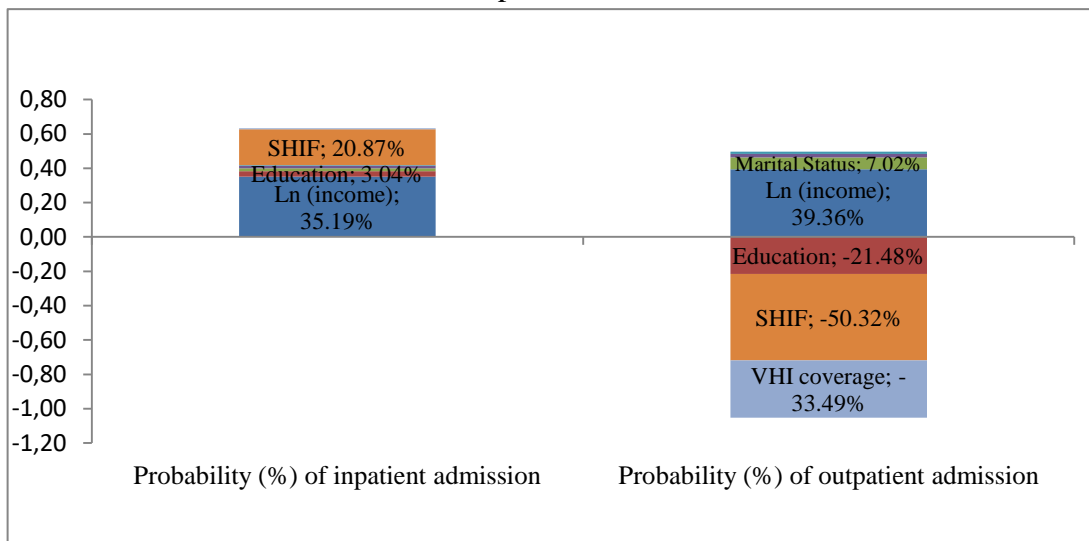 0,80
0,60
0,40
0,20
0,00
-0,20
-0,40
-0,60
-0,80
-1,00
-1,20
SHIF; 20.87%
Education; 3.04%
Ln (income);
35.19%
Marital Status; 7.02%
Ln (income);
39.36%
Education; -21.48%
SHIF; -50.32%
VHI coverage; -
33.49%
Probability (%) of inpatient admission
Probability (%) of outpatient admission